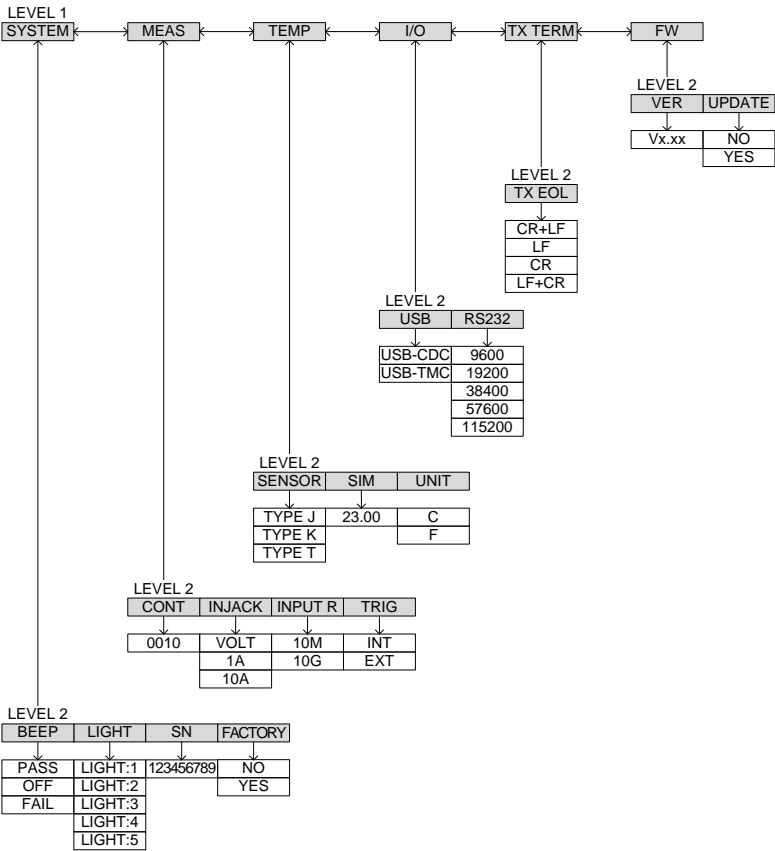 LEVEL 1
SYSTEM MEAS TEMP I/O TX TERM FW
LEVEL 2
VER UPDATE
Vx.xx NO
YES
LEVEL 2
TX EOL
CR+LF
LF
CR
LF+CR
LEVEL 2
USB RS232
USB-CDC 9600
USB-TMC 19200
38400
57600
115200
LEVEL 2
SENSOR SIM UNIT
TYPE J 23.00 C
TYPE K F
TYPE T
LEVEL 2
CONT INJACK INPUT R TRIG
0010 VOLT 10M INT
1A 10G EXT
10A
LEVEL 2
BEEP LIGHT SN FACTORY
PASS LIGHT:1 123456789 NO
OFF LIGHT:2 YES
FAIL LIGHT:3
LIGHT:4
LIGHT:5